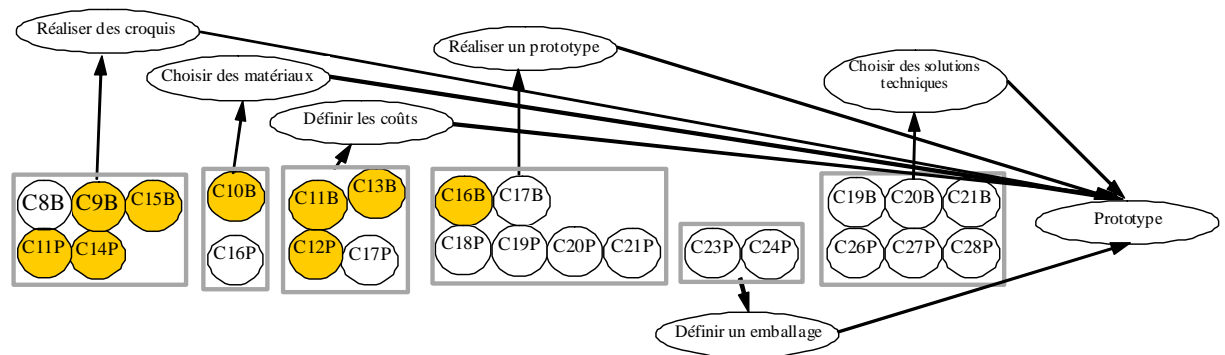 Réaliser des croquis
Réaliser un prototype
Choisir des matériaux
Choisir des solutions
techniques
Définir les coûts
C8B C9B C15B
C11P C14P
C10B
C16P
C11B C13B
C12P C17P
C16B C17B
C18P C19P C20P C21P
C23P C24P
C19B C20B C21B
C26P C27P C28P
Prototype
Définir un emballage